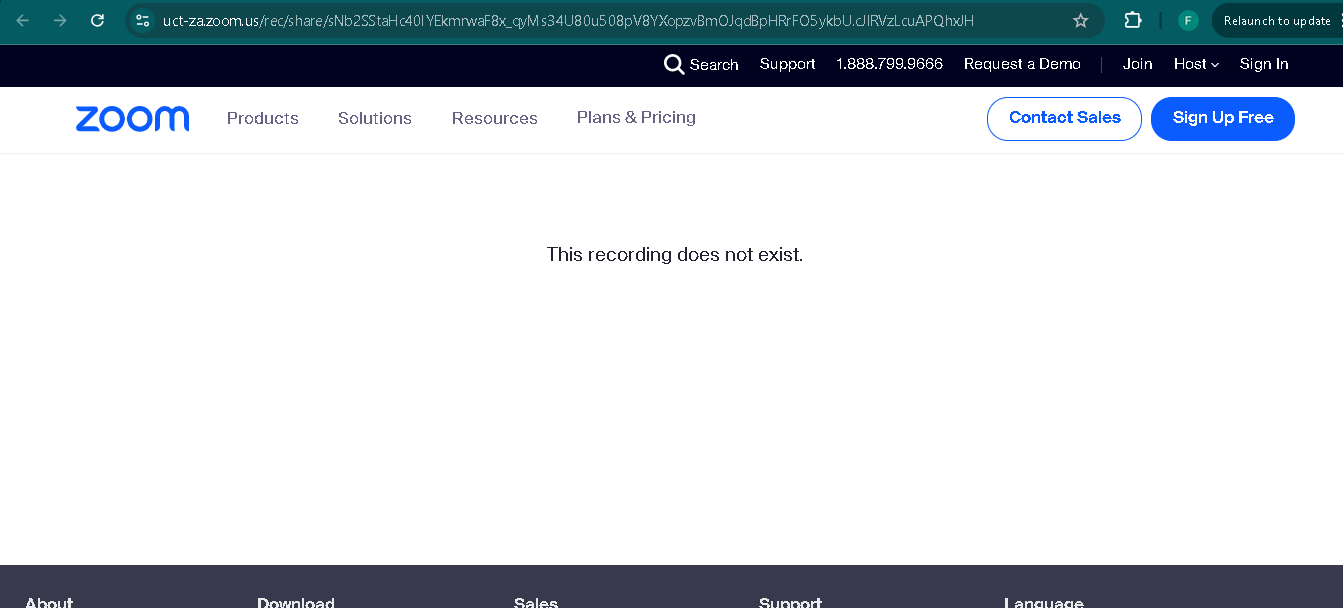 uct-za.zoom.us/rec/share/sNb2SStaHc40IYEkmrwaF8x_qyMs34U80u508pV8YXopzvBmOJqdBpHRrFO5ykbU.cJIRVzLcuAPQhxJH
F
Relaunch to update
Search
Support
1.888.799.9666
Request a Demo
Join
Host
Sign In
zoom
Products
Solutions
Resources
Plans & Pricing
Contact Sales
Sign Up Free
This recording does not exist.
About
Download
Sales
Support
Language